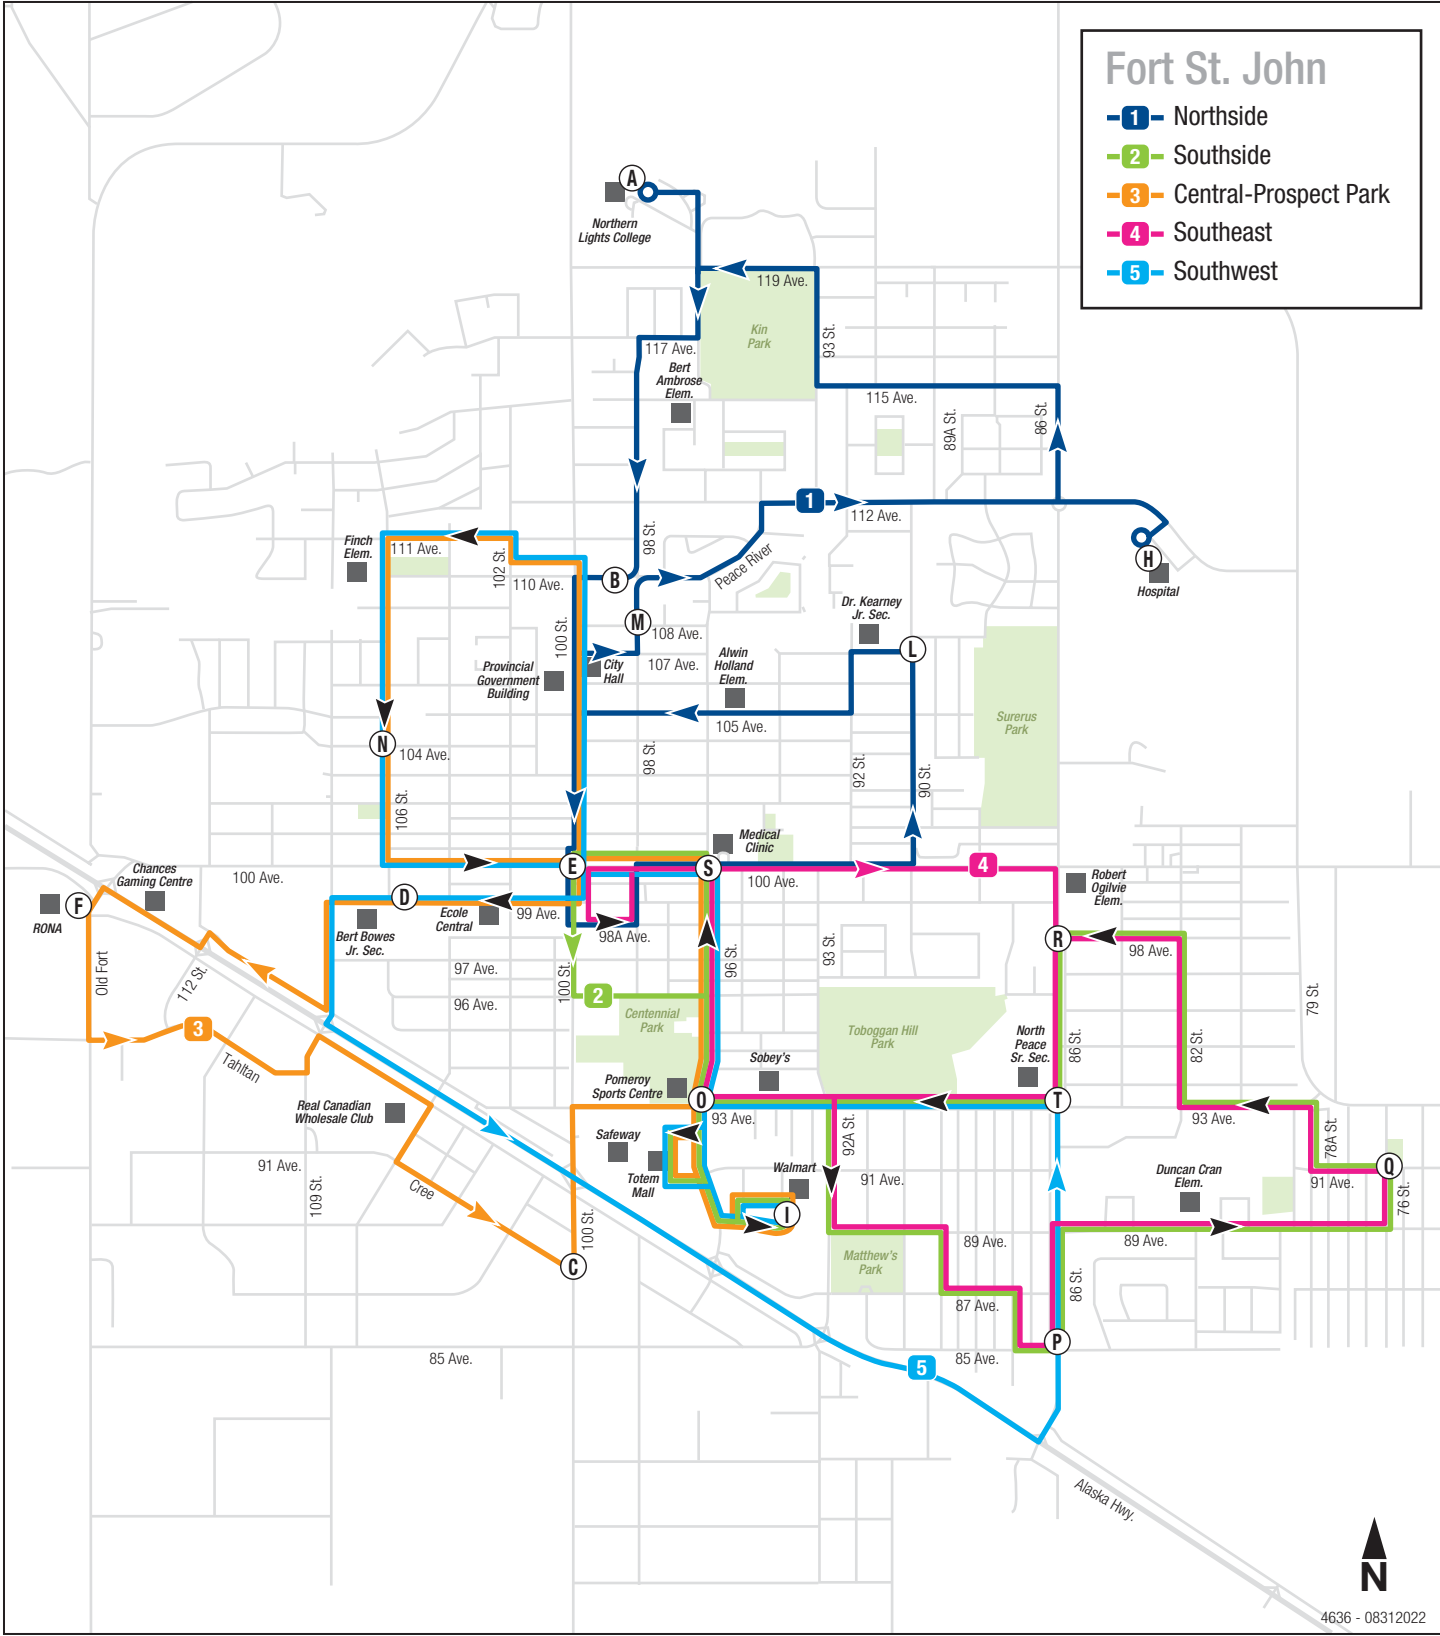 Fort St. John
1 Northside
2 Southside
3 Central-Prospect Park
4 Southeast
5 Southwest
A
Northern
Lights College
119 Ave.
Kin
Park
93 St.
117 Ave.
Bert
Ambrose
Elem.
115 Ave.
89A St.
86 St.
1
112 Ave.
98 St.
Peace River
H
Hospital
Finch
Elem.
111 Ave.
102 St.
110 Ave.
B
M
108 Ave.
100 St.
107 Ave.
City
Hall
Provincial
Government
Building
Alwin
Holland
Elem.
Dr. Kearney
Jr. Sec.
L
Surerus
Park
105 Ave.
N
104 Ave.
98 St.
92 St.
90 St.
106 St.
Medical
Clinic
E
S
4
100 Ave.
100 Ave.
Chances
Gaming Centre
F
RONA
D
Ecole
Central
99 Ave.
Bert Bowes
Jr. Sec.
98A Ave.
Robert
Ogilvie
Elem.
R
98 Ave.
97 Ave.
96 Ave.
100 St.
96 St.
93 St.
Old Fort
112 St.
2
Centennial
Park
Toboggan Hill
Park
North
Peace
Sr. Sec.
86 St.
82 St.
79 St.
3
Tahltan
Sobey's
Pomeroy
Sports Centre
O
93 Ave.
T
93 Ave.
78A St.
Real Canadian
Wholesale Club
Safeway
Totem
Mall
Walmart
92A St.
91 Ave.
91 Ave.
91 Ave.
Duncan Cran
Elem.
Q
76 St.
109 St.
Cree
I
100 St.
C
89 Ave.
89 Ave.
Matthew's
Park
86 St.
87 Ave.
P
85 Ave.
85 Ave.
5
Alaska Hwy.
N
4636 - 08312022